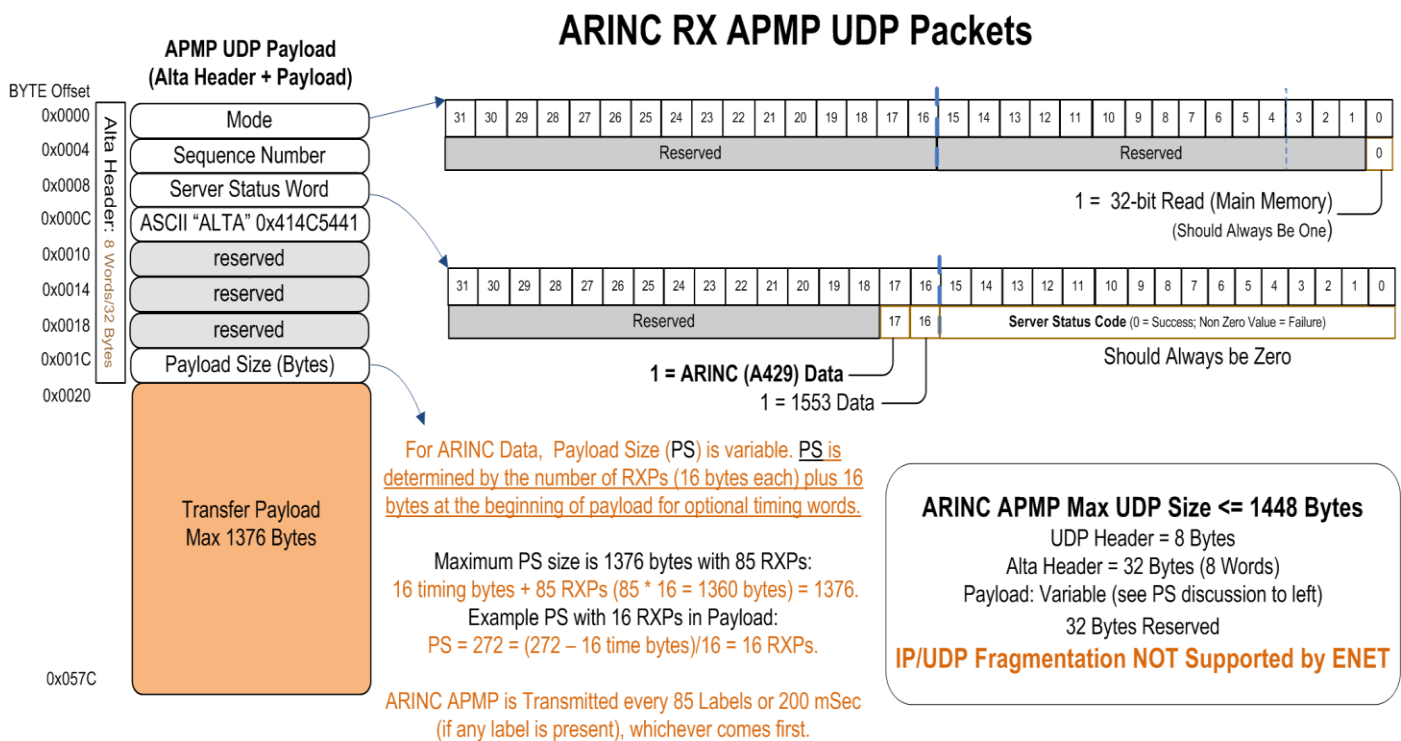 ARINC RX APMP UDP Packets
APMP UDP Payload
(Alta Header + Payload)
BYTE Offset
0x0000
0x0004
0x0008
0x000C
0x0010
0x0014
0x0018
0x001C
0x0020
0x057C
Alta Header: 8 Words/32 Bytes
Mode
Sequence Number
Server Status Word
ASCII “ALTA” 0x414C5441
reserved
reserved
reserved
Payload Size (Bytes)
Transfer Payload
Max 1376 Bytes
31 30 29 28 27 26 25 24 23 22 21 20 19 18 17 16 15 14 13 12 11 10 9 8 7 6 5 4 3 2 1 0
Reserved Reserved 0
1 = 32-bit Read (Main Memory)
(Should Always Be One)
31 30 29 28 27 26 25 24 23 22 21 20 19 18 17 16 15 14 13 12 11 10 9 8 7 6 5 4 3 2 1 0
Reserved 17 16 Server Status Code (0 = Success; Non Zero Value = Failure)
Should Always be Zero
1 = ARINC (A429) Data
1 = 1553 Data
For ARINC Data, Payload Size (PS) is variable. PS is
determined by the number of RXPs (16 bytes each) plus 16
bytes at the beginning of payload for optional timing words.
Maximum PS size is 1376 bytes with 85 RXPs:
16 timing bytes + 85 RXPs (85 * 16 = 1360 bytes) = 1376.
Example PS with 16 RXPs in Payload:
PS = 272 = (272 – 16 time bytes)/16 = 16 RXPs.
ARINC APMP is Transmitted every 85 Labels or 200 mSec
(if any label is present), whichever comes first.
ARINC APMP Max UDP Size <= 1448 Bytes
UDP Header = 8 Bytes
Alta Header = 32 Bytes (8 Words)
Payload: Variable (see PS discussion to left)
32 Bytes Reserved
IP/UDP Fragmentation NOT Supported by ENET